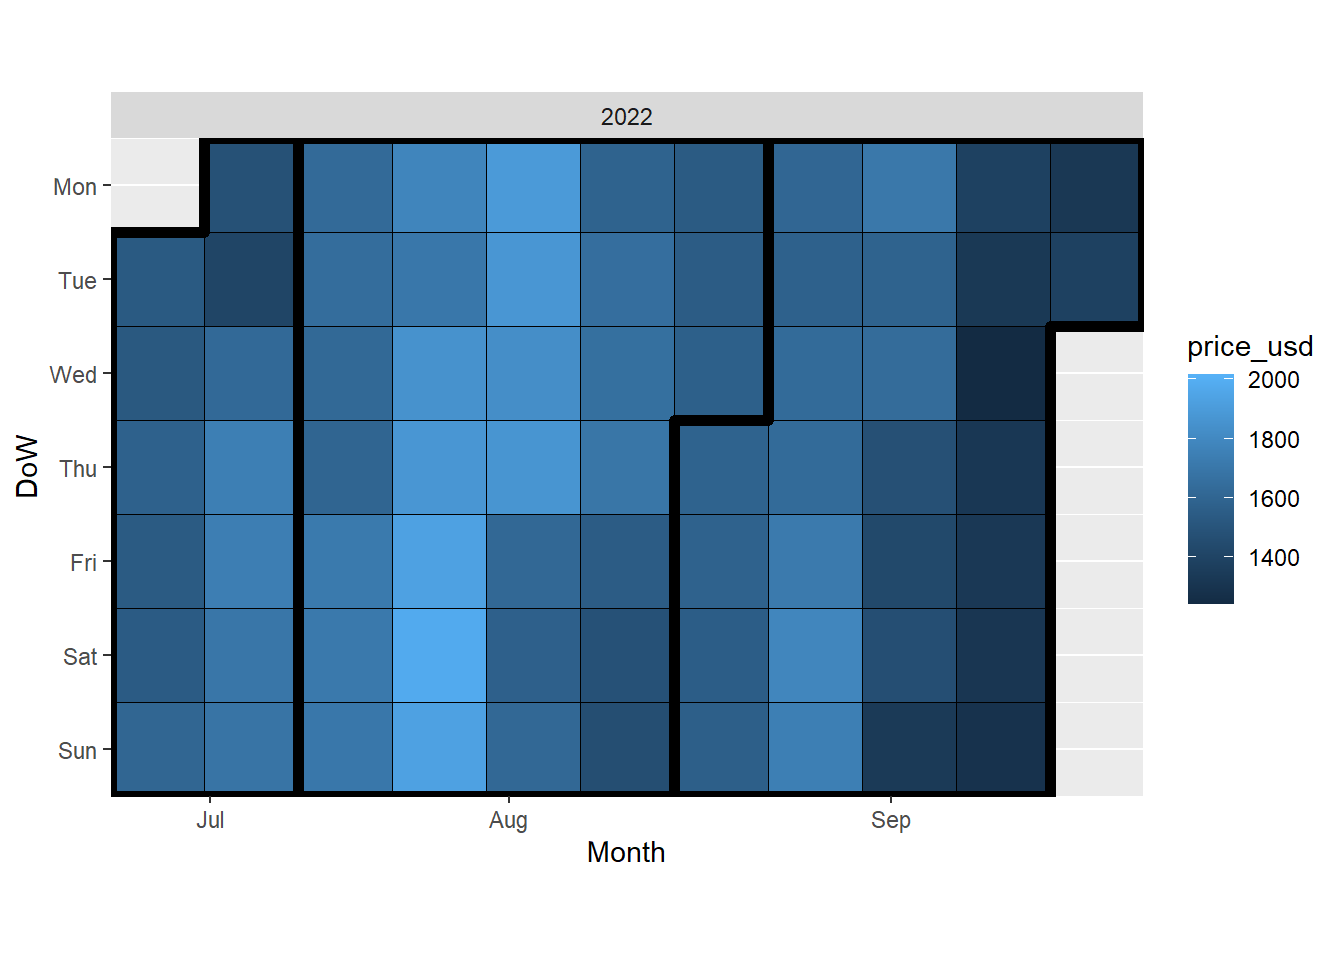 2022
Mon
Tue
Wed
Thu
Fri
Sat
Sun
DoW
Jul
Aug
Sep
Month
price_usd
2000
1800
1600
1400